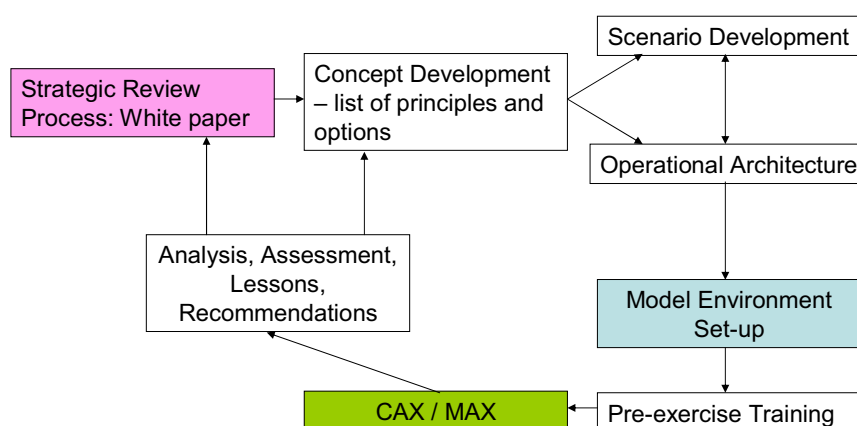 Scenario Development
Strategic Review
Process: White paper
Concept Development
– list of principles and
options
Operational Architecture
Analysis, Assessment,
Lessons,
Recommendations
Model Environment
Set-up
CAX / MAX
Pre-exercise Training